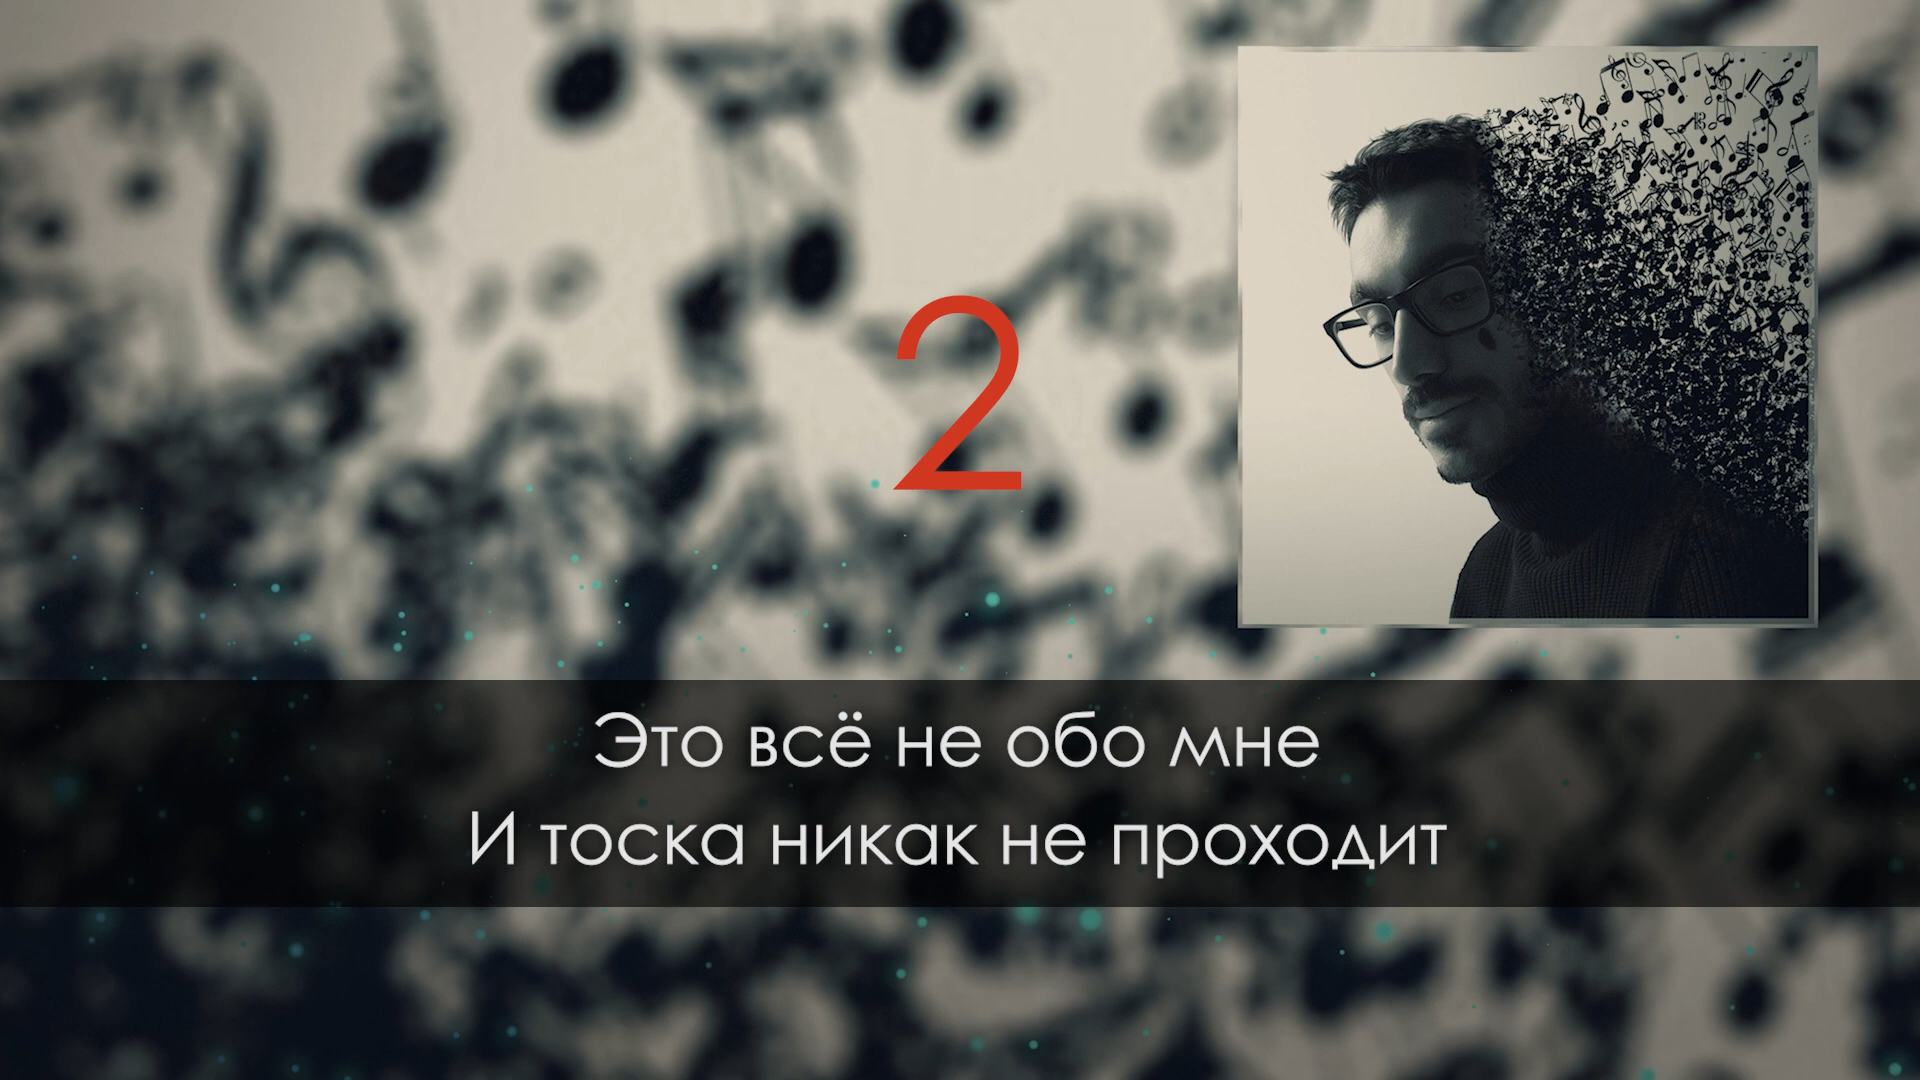 2
Это всё не обо мне
И тоска никак не проходит